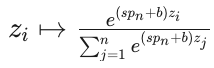 $z_i \mapsto \frac{e^{(sp_n+b)z_i}}{\sum_{j=1}^{n} e^{(sp_n+b)z_j}}$